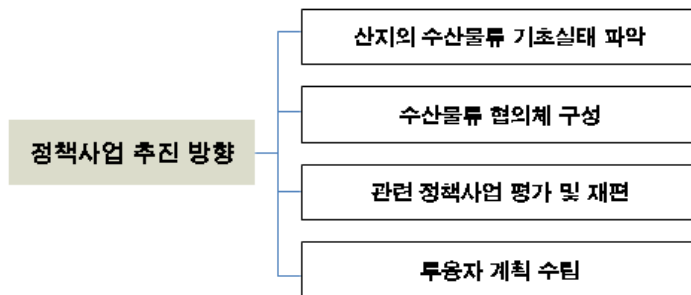 정책사업 추진 방향
산지의 수산물류 기초실태 파악
수산물류 협의체 구성
관련 정책사업 평가 및 재편
투융자 계획 수립